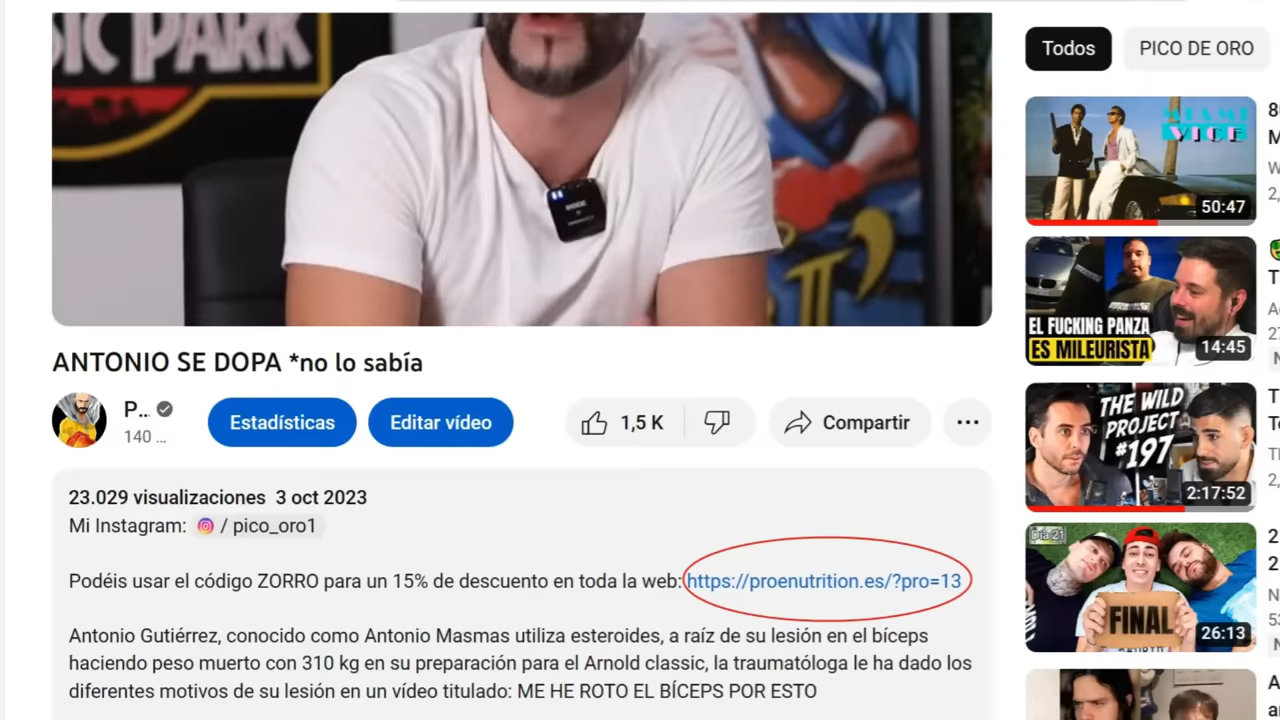 SIC PARK
Todos
PICO DE ORO
MIAMI
VICE
50:47
EL FUCKING PANZA
ES MILEURISTA
14:45
THE WILD
PROJECT
#197
2:17:52
Día 21
FINAL
26:13
ANTONIO SE DOPA *no lo sabía
P...
140 ...
Estadísticas
Editar vídeo
1,5 K
Compartir
23.029 visualizaciones 3 oct 2023
Mi Instagram: / pico_oro1
Podéis usar el código ZORRO para un 15% de descuento en toda la web: https://proenutrition.es/?pro=13
Antonio Gutiérrez, conocido como Antonio Masmas utiliza esteroides, a raíz de su lesión en el bíceps
haciendo peso muerto con 310 kg en su preparación para el Arnold classic, la traumatóloga le ha dado los
diferentes motivos de su lesión en un vídeo titulado: ME HE ROTO EL BÍCEPS POR ESTO